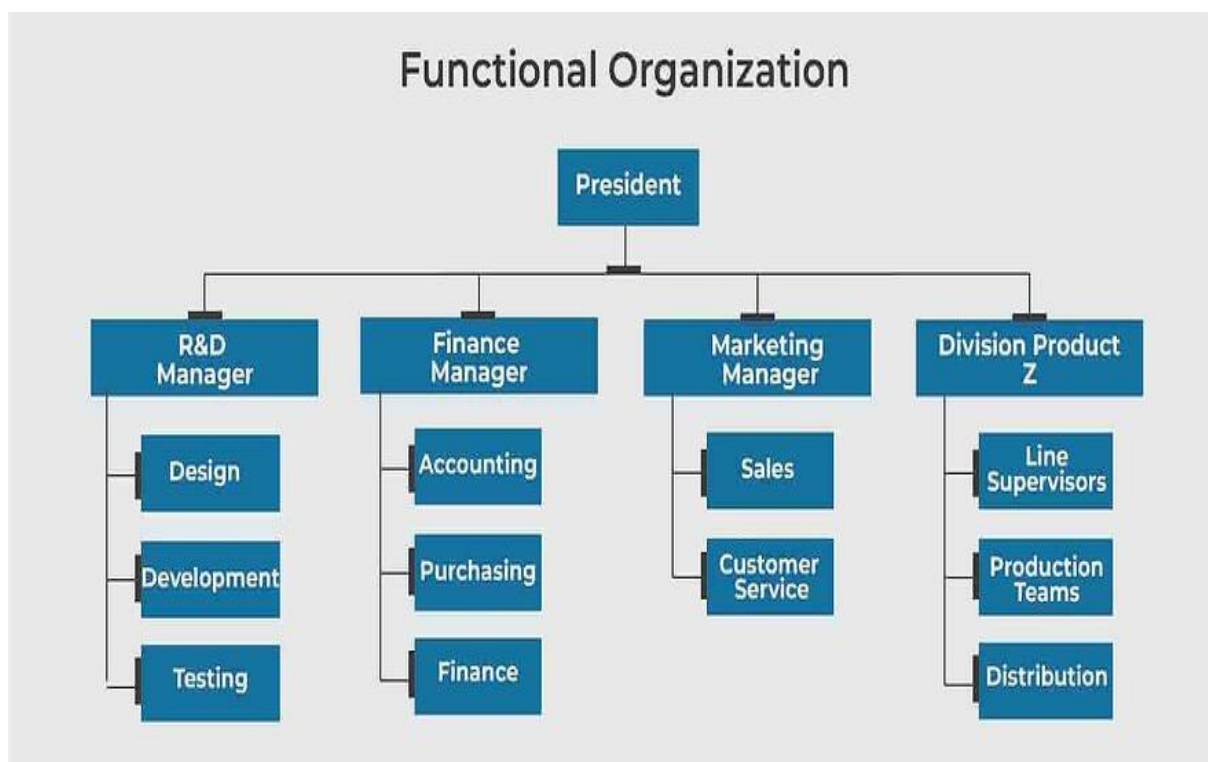 Functional Organization
President
R&D
Manager
Finance
Manager
Marketing
Manager
Division Product
Z
Design
Development
Testing
Accounting
Purchasing
Finance
Sales
Customer
Service
Line
Supervisors
Production
Teams
Distribution